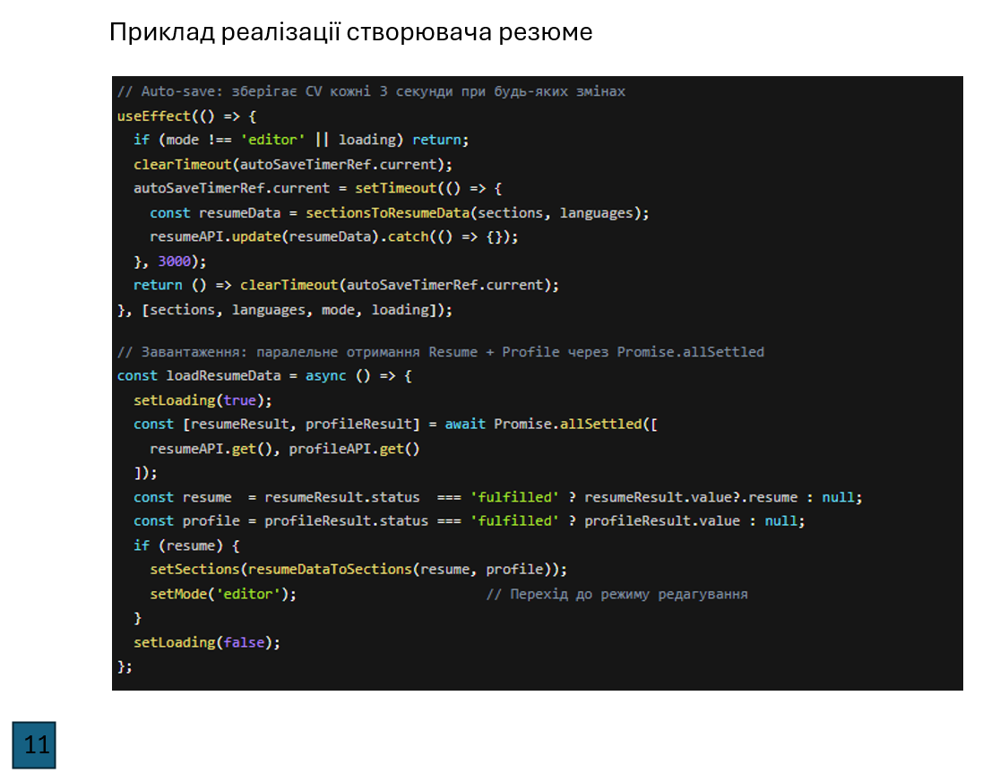 Приклад реалізації створювача резюме
// Auto-save: зберігає CV кожні 3 секунди при будь-яких змінах
useEffect(() => {
  if (mode !== 'editor' || loading) return;
  clearTimeout(autoSaveTimerRef.current);
  autoSaveTimerRef.current = setTimeout(() => {
    const resumeData = sectionsToResumeData(sections, languages);
    resumeAPI.update(resumeData).catch(() => {});
  }, 3000);
  return () => clearTimeout(autoSaveTimerRef.current);
}, [sections, languages, mode, loading]);
// Завантаження: паралельне отримання Resume + Profile через Promise.allSettled
const loadResumeData = async () => {
  setLoading(true);
  const [resumeResult, profileResult] = await Promise.allSettled([
    resumeAPI.get(), profileAPI.get()
  ]);
  const resume  = resumeResult.status  === 'fulfilled' ? resumeResult.value?.resume : null;
  const profile = profileResult.status === 'fulfilled' ? profileResult.value : null;
  if (resume) {
    setSections(resumeDataToSections(resume, profile));
    setMode('editor');                       // Перехід до режиму редагування
  }
  setLoading(false);
};
11